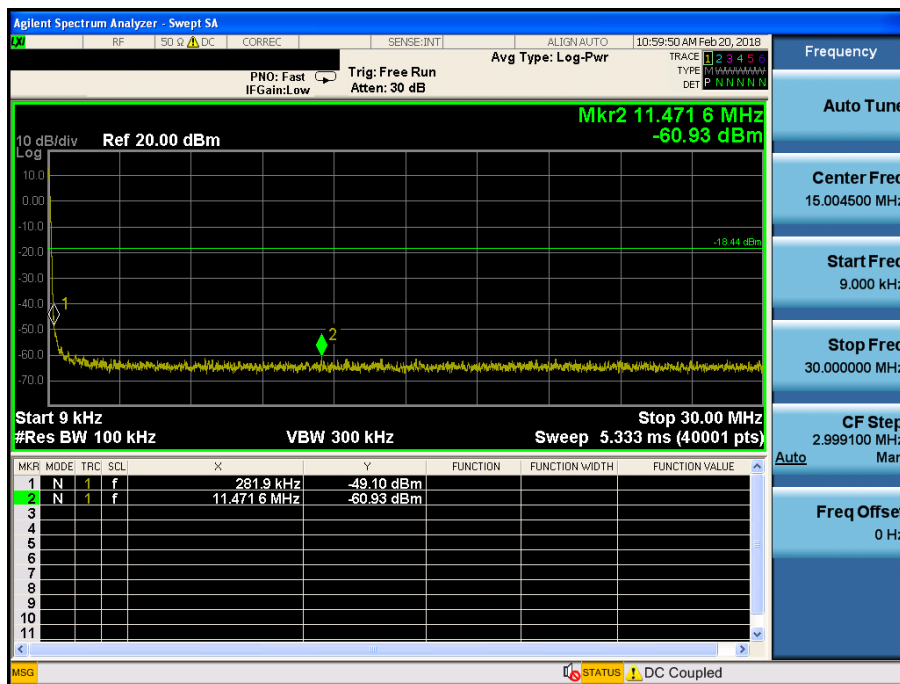 Agilent Spectrum Analyzer - Swept SA
LXI RF 50 Ω DC CORREC SENSE:INT ALIGN AUTO 10:59:50 AM Feb 20, 2018
Frequency
PNO: Fast
IFGain:Low
Trig: Free Run
Atten: 30 dB
Avg Type: Log-Pwr
TRACE 1 2 3 4 5 6
TYPE M
DET P N N N N N
Auto Tune
Mkr2 11.471 6 MHz
-60.93 dBm
10 dB/div Ref 20.00 dBm
Log
10.0
0.00
-10.0
-20.0
-30.0
-40.0
-50.0
-60.0
-70.0
-18.44 dBm
1
2
Center Freq
15.004500 MHz
Start Freq
9.000 kHz
Stop Freq
30.000000 MHz
CF Step
2.999100 MHz
Auto Man
Freq Offset
0 Hz
Start 9 kHz Stop 30.00 MHz
#Res BW 100 kHz VBW 300 kHz Sweep 5.333 ms (40001 pts)
MKR MODE TRC SCL X Y FUNCTION FUNCTION WIDTH FUNCTION VALUE
1 N 1 f 281.9 kHz -49.10 dBm
2 N 1 f 11.471 6 MHz -60.93 dBm
3
4
5
6
7
8
9
10
11
MSG STATUS DC Coupled